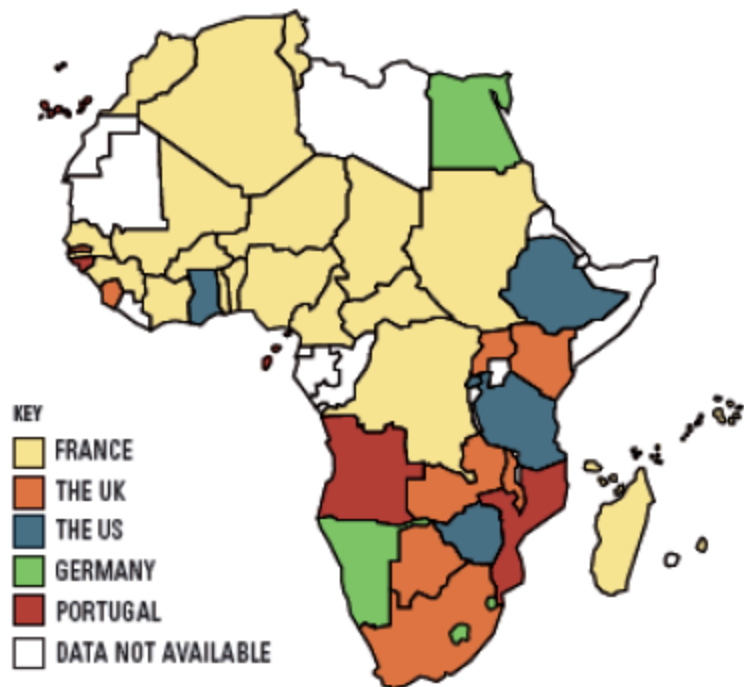 KEY
FRANCE
THE UK
THE US
GERMANY
PORTUGAL
DATA NOT AVAILABLE